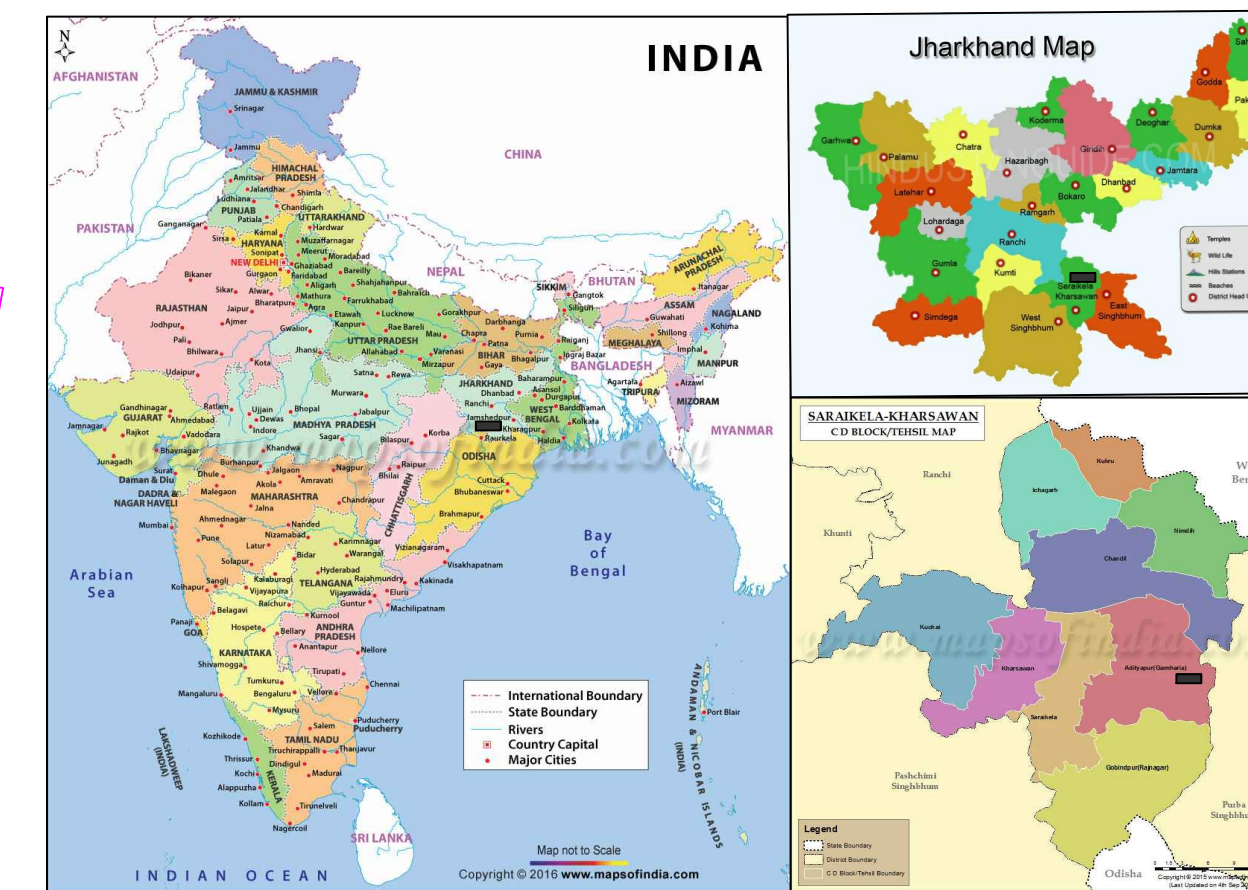 N
INDIA
AFGHANISTAN
JAMMU & KASHMIR
Srinagar
CHINA
Jammu
HIMACHAL
PRADESH
Amritsar
Jalandhar
Shimla
Ludhiana
Chandigarh
PUNJAB
Patiala
UTTARAKHAND
Hardwar
PAKISTAN
Ganganagar
Karnal
Sirsa
HARYANA
Muzaffarnagar
Sonipat
Meerut
Moradabad
NEW DELHI
Ghaziabad
Gurgaon
Faridabad
Bareilly
NEPAL
BHUTAN
ARUNACHAL
PRADESH
Bikaner
Aligarh
Shahjahanpur
SIKKIM
Gangtok
Itanagar
Sikar
Alwar
Mathura
Bahraich
Siliguri
ASSAM
RAJASTHAN
Jaipur
Bharatpur
Agra
Farrukhabad
Guwahati
NAGALAND
Jodhpur
Ajmer
Etawah
Lucknow
Gorakhpur
Darbhanga
Kohima
Gwalior
Kanpur
Rae Bareli
Mau
Chapra
Purnia
Raiganj
Shillong
Pali
UTTAR PRADESH
Patna
MEGHALAYA
Imphal
Bhilwara
Jhansi
Allahabad
Varanasi
BIHAR
Bhagalpur
Ingraj Bazar
MANIPUR
Kota
Mirzapur
Gaya
BANGLADESH
Udaipur
Satna
Rewa
JHARKHAND
Baharampur
Agartala
Aizawl
Murwara
Dhanbad
Asansol
TRIPURA
Durgapur
MIZORAM
Gandhinagar
Ratlam
Ujjain
Bhopal
Jabalpur
Ranchi
WEST
BENGAL
Barddhaman
GUJARAT
Ahmedabad
Dewas
MADHYA PRADESH
Jamshedpur
Kolkata
Jamnagar
Rajkot
Vadodara
Indore
Sagar
Bilaspur
Korba
Kharagpur
MYANMAR
Bhavnagar
Khandwa
Raurkela
Haldia
www.mapsofindia.com
Junagadh
Surat
Burhanpur
Jalgaon
Nagpur
Raipur
ODISHA
Daman & Diu
Dhule
Akola
Amravati
Bhilai
Cuttack
DADRA &
NAGAR HAVELI
Malegaon
MAHARASHTRA
Chandrapur
CHHATTISGARH
Bhubaneswar
Jalna
Mumbai
Ahmednagar
Nanded
Brahmapur
Pune
Nizamabad
Karimnagar
Latur
Bidar
Warangal
Vizianagaram
Bay
of
Bengal
Solapur
Visakhapatnam
Arabian
Sea
Hyderabad
Sangli
Kalaburagi
TELANGANA
Rajahmundry
Kakinada
Kolhapur
Vijayapura
Vijayawada
Eluru
Raichur
Guntur
Machilipatnam
Belagavi
Kurnool
Panaji
GOA
Hospete
Bellary
ANDHRA
PRADESH
Anantapur
Nellore
KARNATAKA
Shivamogga
Tirupati
Tumkuru
Chennai
Mangaluru
Bengaluru
Vellore
Mysuru
Puducherry
Puducherry
Kozhikode
Salem
TAMIL NADU
Tiruchirappalli
Thanjavur
Thrissur
Dindigul
Kochi
KERALA
Madurai
Alappuzha
Kollam
Tirunelveli
Nagercoil
LAKSHADWEEP
(INDIA)
SRI LANKA
ANDAMAN & NICOBAR ISLANDS
(INDIA)
Port Blair
International Boundary
State Boundary
Rivers
Country Capital
Major Cities
INDIAN OCEAN
Map not to Scale
Copyright © 2016 www.mapsofindia.com
Jharkhand Map
Godda
Koderma
Deoghar
Dumka
Garhwa
Palamu
Chatra
Hazaribagh
Giridih
Jamtara
Latehar
Bokaro
Dhanbad
Ramgarh
Lohardaga
Ranchi
Gumla
Kumti
Seraikela
Kharsawan
East
Singhbhum
Simdega
West
Singhbhum
Temples
Wild Life
Hills Stations
Beaches
District Head
SARAIKELA-KHARSAWAN
C D BLOCK/TEHSIL MAP
Kukru
Ranchi
Ichagarh
Nimdih
Khunti
Chandil
Kuchai
www.mapsofindia.co
Kharsawan
Adityapur(Gamharia)
Saraikela
Gobindpur(Rajnagar)
Pashchimi
Singhbhum
Purba
Legend
State Boundary
District Boundary
C D Block/Tehsil Boundary
Odisha